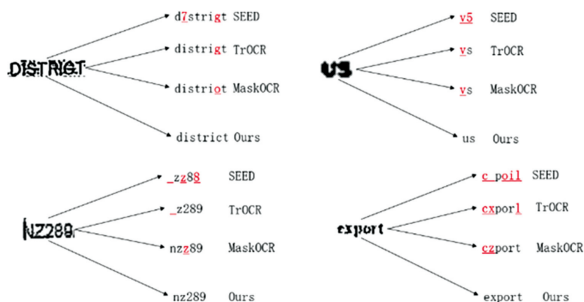 d7strigt SEED
distrigt TrOCR
DISTRICT
distriot MaskOCR
district Ours
v5 SEED
vs TrOCR
US
vs MaskOCR
us Ours
_zz88 SEED
_z289 TrOCR
NZ289
nzz89 MaskOCR
nz289 Ours
c poil SEED
cxporl TrOCR
export
czport MaskOCR
export Ours